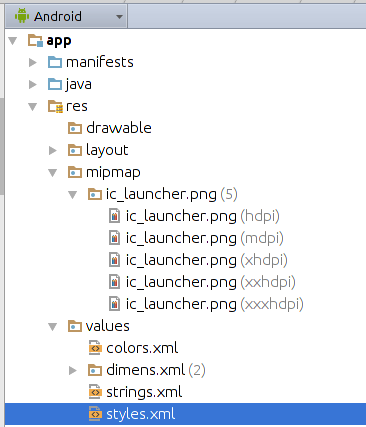 Android
app
manifests
java
res
drawable
layout
mipmap
ic_launcher.png (5)
ic_launcher.png (hdpi)
ic_launcher.png (mdpi)
ic_launcher.png (xhdpi)
ic_launcher.png (xxhdpi)
ic_launcher.png (xxxhdpi)
values
colors.xml
dimens.xml (2)
strings.xml
styles.xml